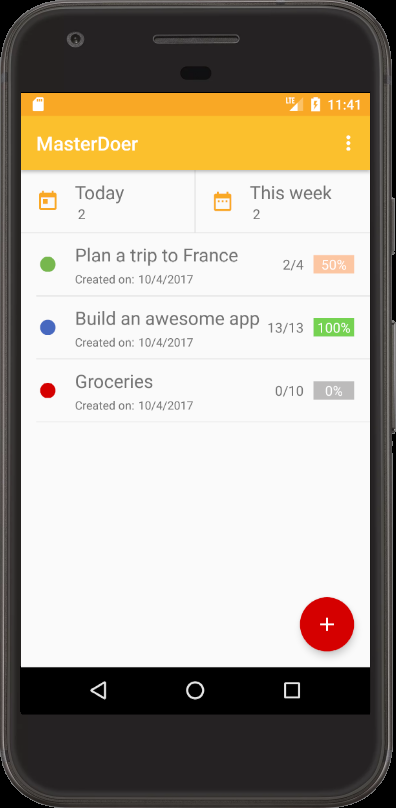 LTE 11:41
MasterDoer
Today
2
This week
2
Plan a trip to France
Created on: 10/4/2017
2/4 50%
Build an awesome app
Created on: 10/4/2017
13/13 100%
Groceries
Created on: 10/4/2017
0/10 0%
+